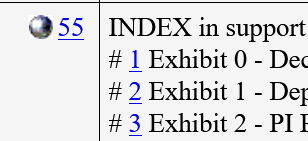 55 INDEX in support
# 1 Exhibit 0 - Dec
# 2 Exhibit 1 - Dep
# 3 Exhibit 2 - PI